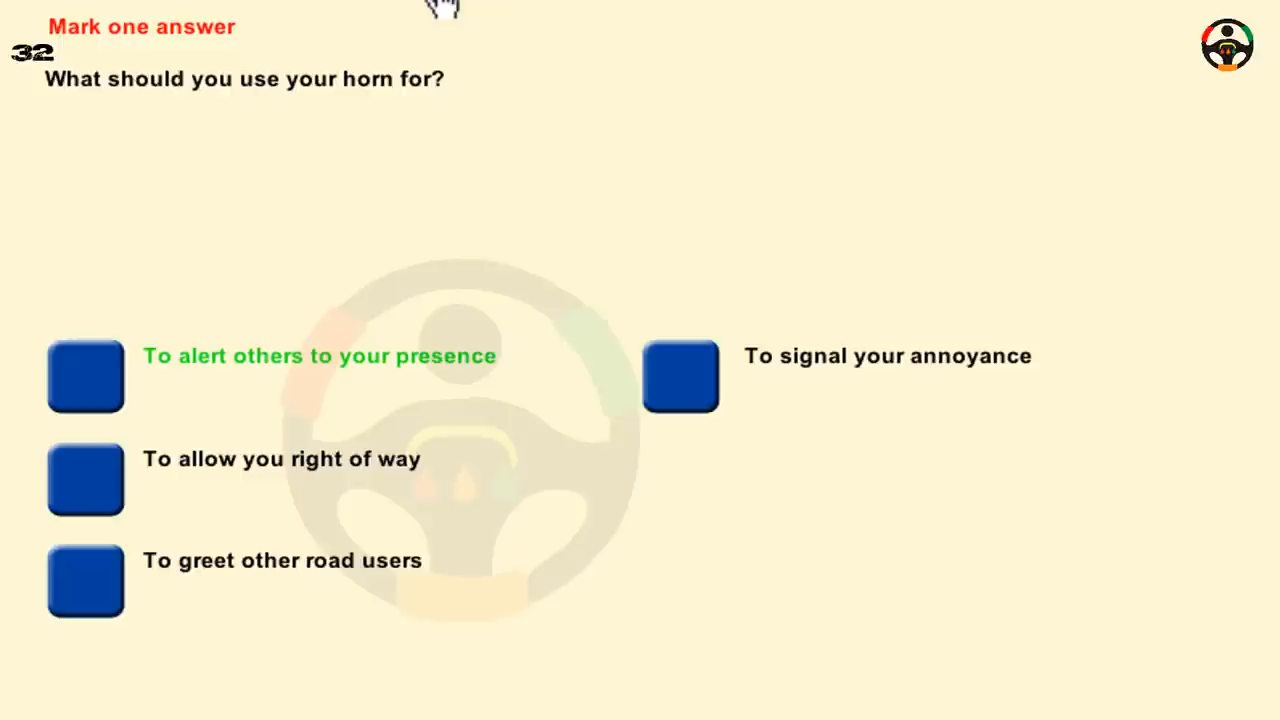 Mark one answer
32
What should you use your horn for?
To alert others to your presence
To signal your annoyance
To allow you right of way
To greet other road users